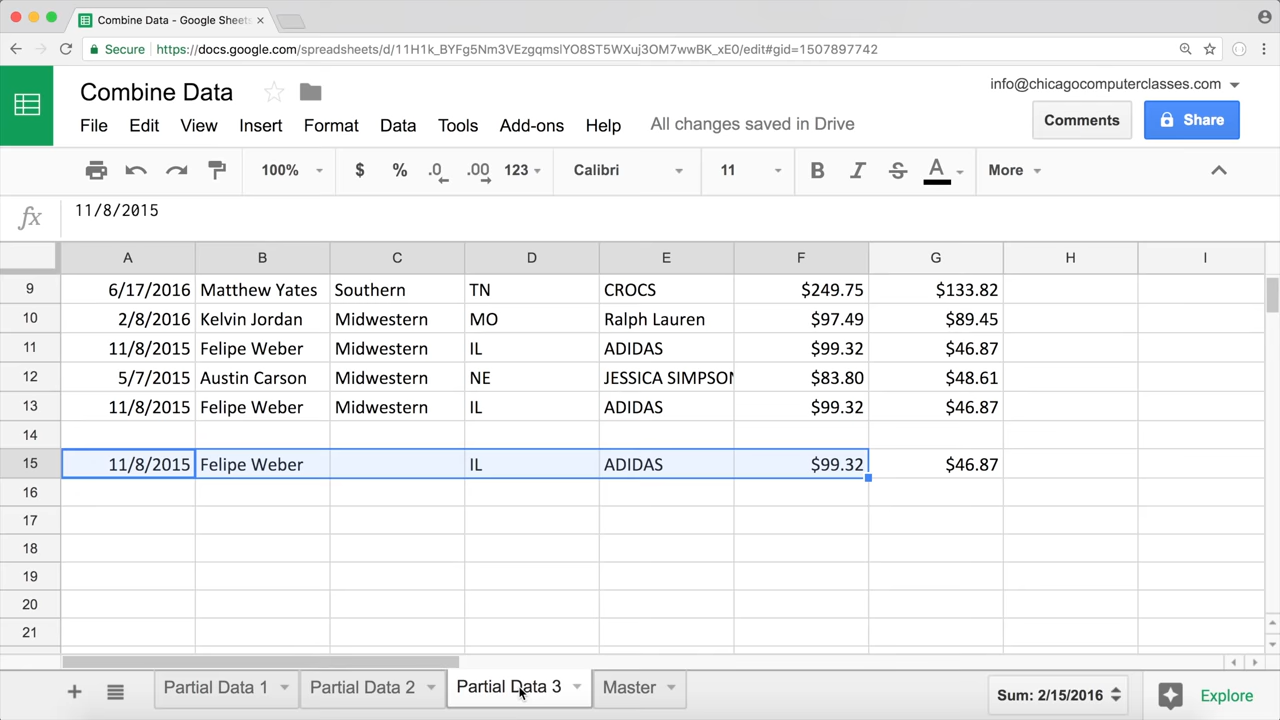 Combine Data - Google Sheets
Secure https://docs.google.com/spreadsheets/d/11H1k_BYFg5Nm3VEzgqmsIYO8ST5WXuj3OM7wwBK_xE0/edit#gid=1507897742
Combine Data
info@chicagocomputerclasses.com
File Edit View Insert Format Data Tools Add-ons Help All changes saved in Drive
Comments Share
100% $ % .0 .00 123 Calibri 11 B I S A More
fx 11/8/2015
A B C D E F G H I
9 6/17/2016 Matthew Yates Southern TN CROCS $249.75 $133.82
10 2/8/2016 Kelvin Jordan Midwestern MO Ralph Lauren $97.49 $89.45
11 11/8/2015 Felipe Weber Midwestern IL ADIDAS $99.32 $46.87
12 5/7/2015 Austin Carson Midwestern NE JESSICA SIMPSON $83.80 $48.61
13 11/8/2015 Felipe Weber Midwestern IL ADIDAS $99.32 $46.87
14
15 11/8/2015 Felipe Weber IL ADIDAS $99.32 $46.87
16
17
18
19
20
21
Partial Data 1 Partial Data 2 Partial Data 3 Master Sum: 2/15/2016 Explore